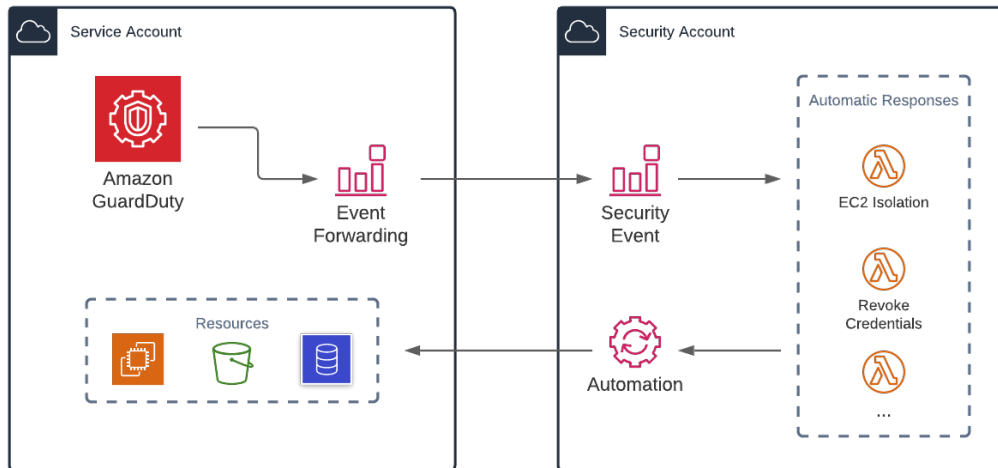 Service Account
Amazon
GuardDuty
Event
Forwarding
Resources
Security Account
Security
Event
Automatic Responses
EC2 Isolation
Revoke
Credentials
...
Automation